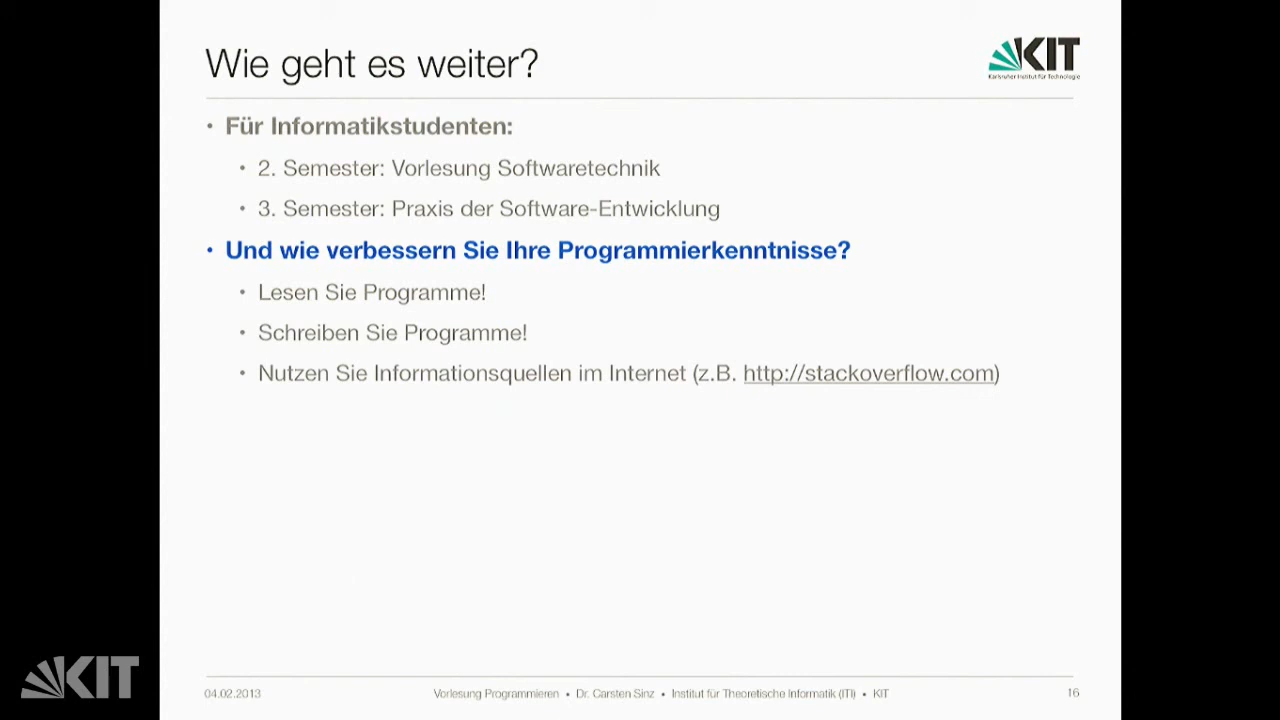 Wie geht es weiter?
KIT
Karlsruher Institut für Technologie
• Für Informatikstudenten:
• 2. Semester: Vorlesung Softwaretechnik
• 3. Semester: Praxis der Software-Entwicklung
• Und wie verbessern Sie Ihre Programmierkenntnisse?
• Lesen Sie Programme!
• Schreiben Sie Programme!
• Nutzen Sie Informationsquellen im Internet (z.B. http://stackoverflow.com)
KIT
04.02.2013 Vorlesung Programmieren • Dr. Carsten Sinz • Institut für Theoretische Informatik (ITI) • KIT 16